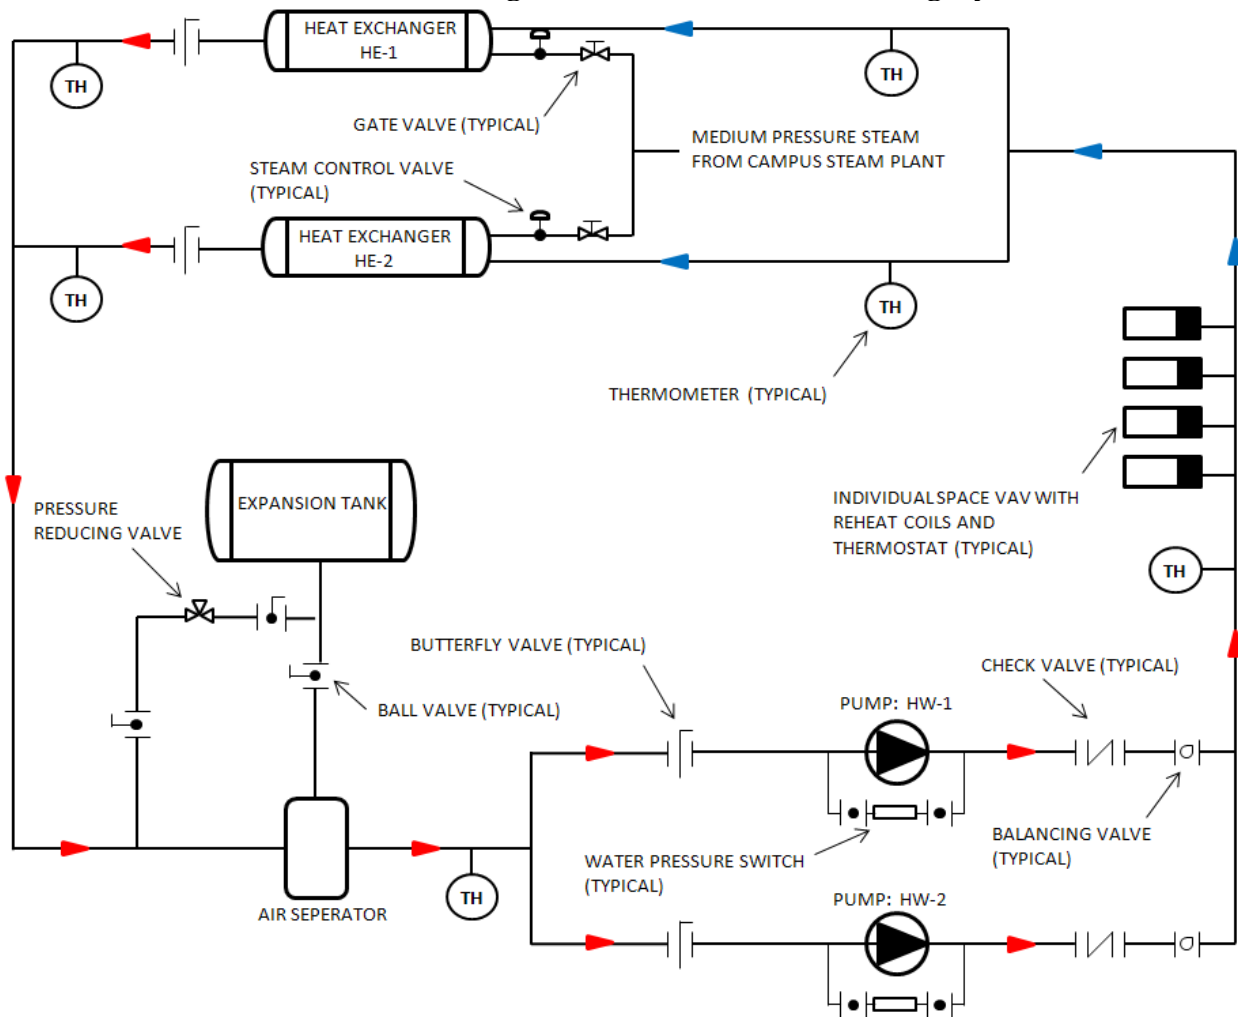 HEAT EXCHANGER
HE-1
TH
TH
GATE VALVE (TYPICAL)
MEDIUM PRESSURE STEAM
FROM CAMPUS STEAM PLANT
STEAM CONTROL VALVE
(TYPICAL)
HEAT EXCHANGER
HE-2
TH
TH
THERMOMETER (TYPICAL)
EXPANSION TANK
PRESSURE
REDUCING VALVE
INDIVIDUAL SPACE VAV WITH
REHEAT COILS AND
THERMOSTAT (TYPICAL)
TH
BUTTERFLY VALVE (TYPICAL)
CHECK VALVE (TYPICAL)
BALL VALVE (TYPICAL)
PUMP: HW-1
WATER PRESSURE SWITCH
(TYPICAL)
BALANCING VALVE
(TYPICAL)
TH
AIR SEPERATOR
PUMP: HW-2